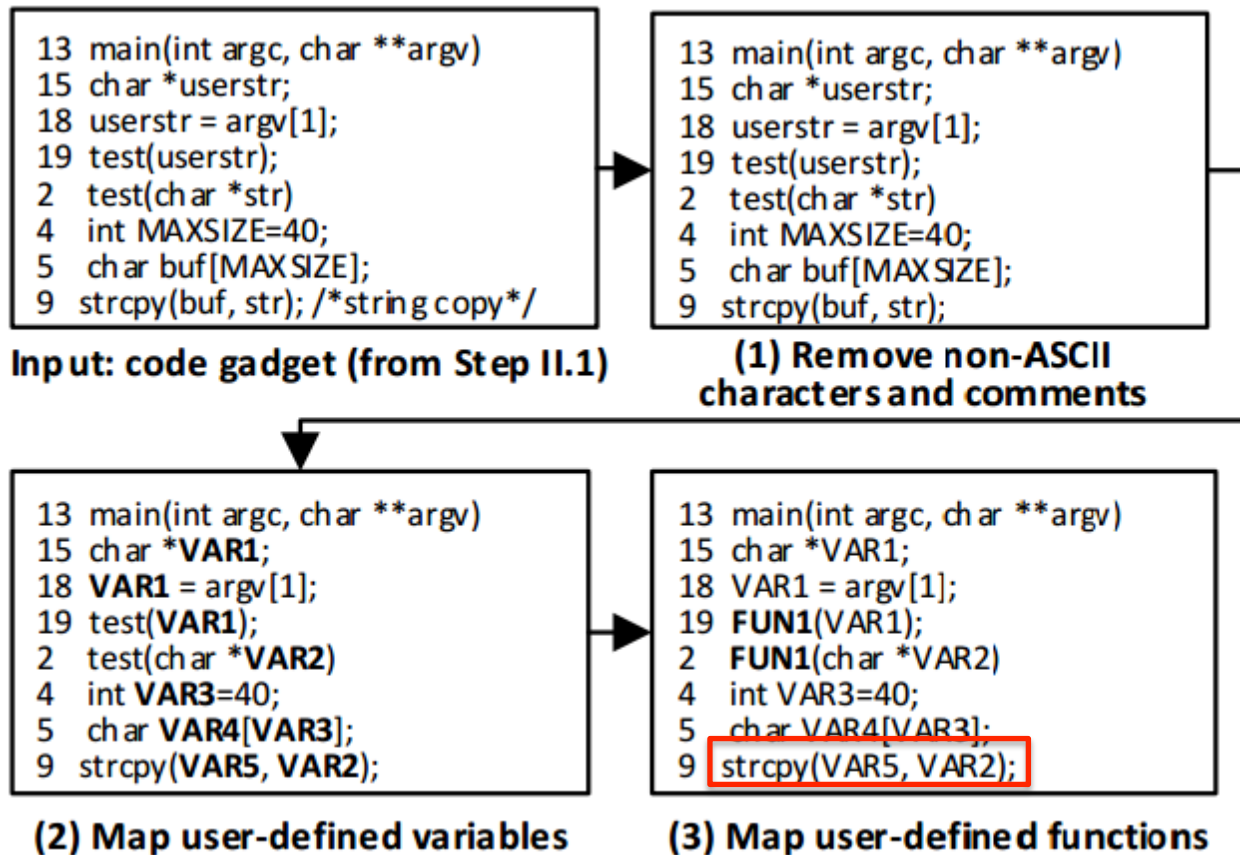 13 main(int argc, char **argv)
15 char *userstr;
18 userstr = argv[1];
19 test(userstr);
2 test(char *str)
4 int MAXSIZE=40;
5 char buf[MAXSIZE];
9 strcpy(buf, str); /*string copy*/
Input: code gadget (from Step II.1)
13 main(int argc, char **argv)
15 char *userstr;
18 userstr = argv[1];
19 test(userstr);
2 test(char *str)
4 int MAXSIZE=40;
5 char buf[MAXSIZE];
9 strcpy(buf, str);
(1) Remove non-ASCII
characters and comments
13 main(int argc, char **argv)
15 char *VAR1;
18 VAR1 = argv[1];
19 test(VAR1);
2 test(char *VAR2)
4 int VAR3=40;
5 char VAR4[VAR3];
9 strcpy(VAR5, VAR2);
(2) Map user-defined variables
13 main(int argc, char **argv)
15 char *VAR1;
18 VAR1 = argv[1];
19 FUN1(VAR1);
2 FUN1(char *VAR2)
4 int VAR3=40;
5 char VAR4[VAR3];
9 strcpy(VAR5, VAR2);
(3) Map user-defined functions